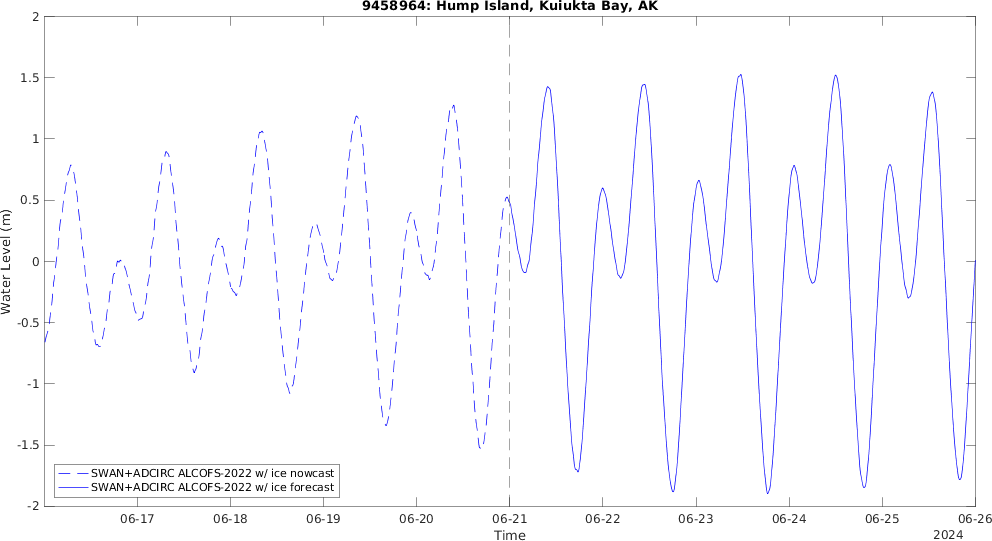 9458964: Hump Island, Kuiukta Bay, AK
2
1.5
1
0.5
0
-0.5
-1
-1.5
-2
Water Level (m)
SWAN+ADCIRC ALCOFS-2022 w/ ice nowcast
SWAN+ADCIRC ALCOFS-2022 w/ ice forecast
06-17 06-18 06-19 06-20 06-21 06-22 06-23 06-24 06-25 06-26
Time
2024